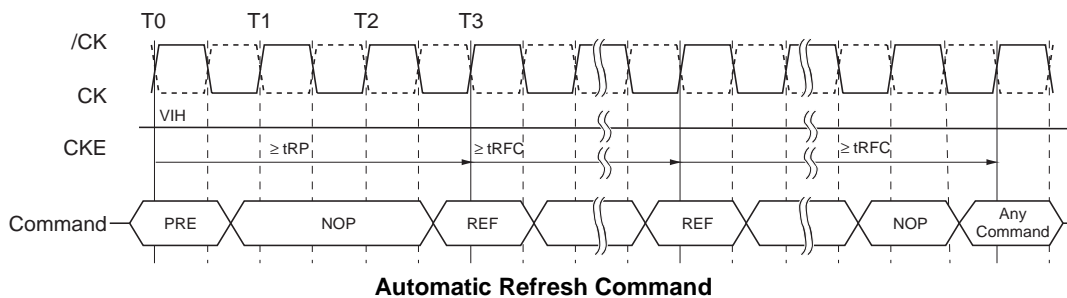 T0 T1 T2 T3
/CK
CK
VIH
CKE
≥ tRP ≥ tRFC ≥ tRFC
Command PRE NOP REF REF NOP Any Command
Automatic Refresh Command